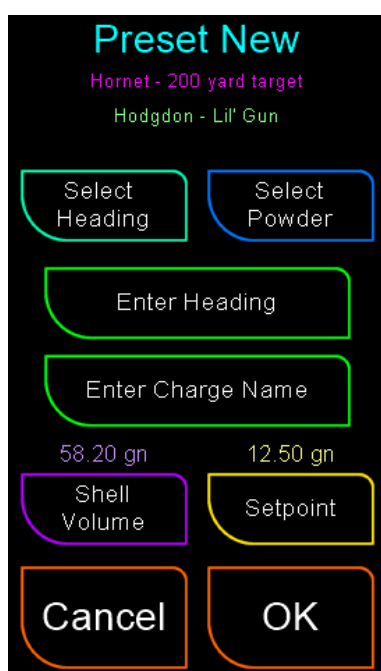 Preset New
Hornet - 200 yard target
Hodgdon - Lil' Gun
Select
Heading
Select
Powder
Enter Heading
Enter Charge Name
58.20 gn
12.50 gn
Shell
Volume
Setpoint
Cancel
OK